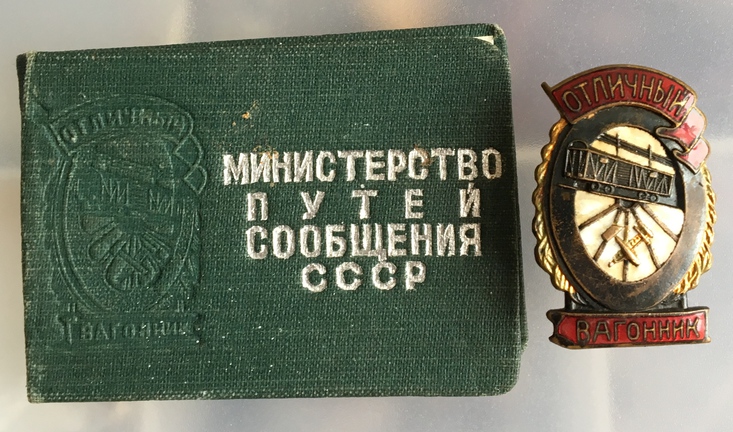 ОТЛИЧНЫЙ
ВАГОННИК
МИНИСТЕРСТВО
ПУТЕЙ
СООБЩЕНИЯ
СССР
ОТЛИЧНЫЙ
ВАГОННИК